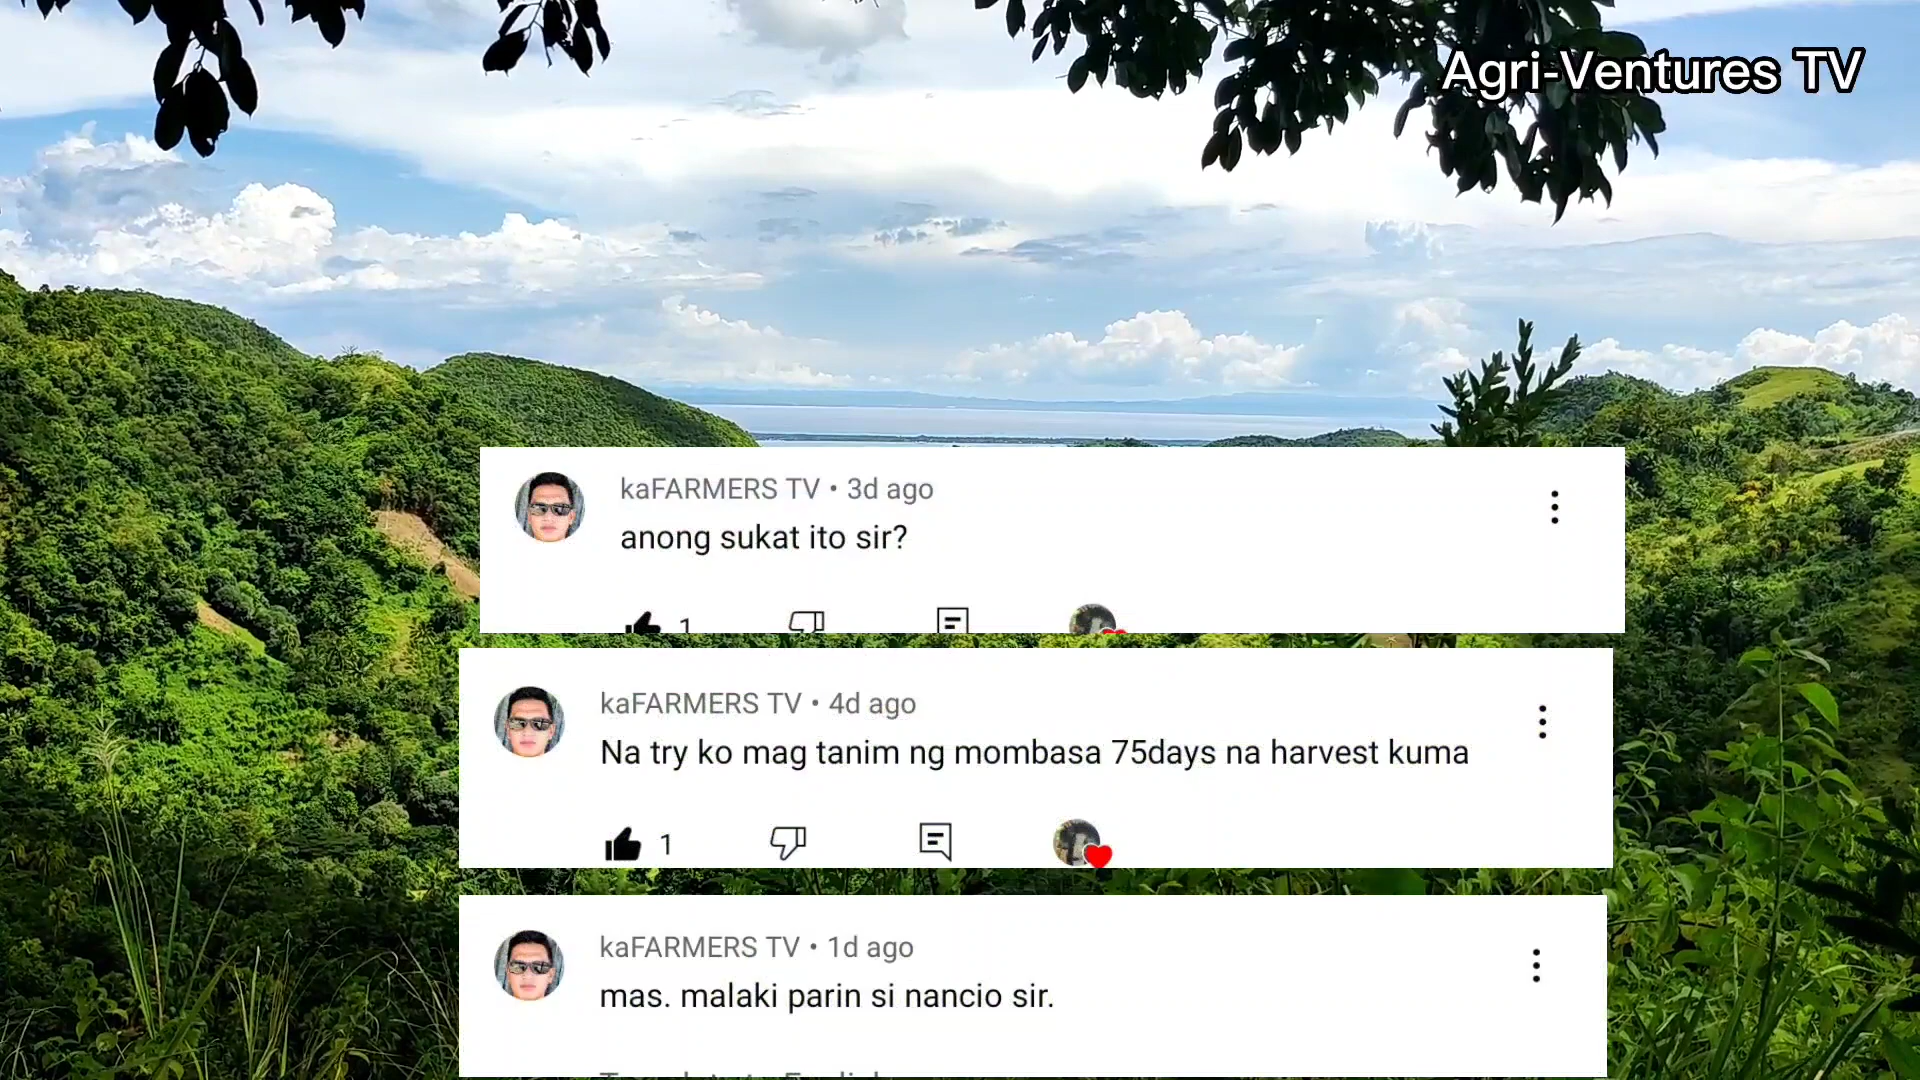 Agri-Ventures TV
kaFARMERS TV • 3d ago
anong sukat ito sir?
1
kaFARMERS TV • 4d ago
Na try ko mag tanim ng mombasa 75days na harvest kuma
1
kaFARMERS TV • 1d ago
mas. malaki parin si nancio sir.